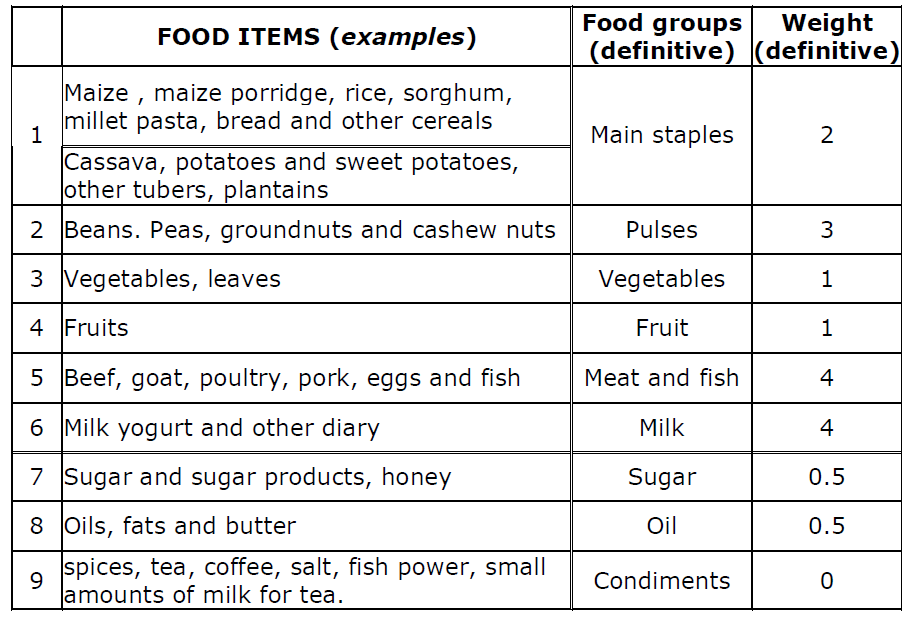 FOOD ITEMS (examples)
Food groups
(definitive)
Weight
(definitive)
1
Maize , maize porridge, rice, sorghum,
millet pasta, bread and other cereals
Cassava, potatoes and sweet potatoes,
other tubers, plantains
Main staples
2
2
Beans. Peas, groundnuts and cashew nuts
Pulses
3
3
Vegetables, leaves
Vegetables
1
4
Fruits
Fruit
1
5
Beef, goat, poultry, pork, eggs and fish
Meat and fish
4
6
Milk yogurt and other diary
Milk
4
7
Sugar and sugar products, honey
Sugar
0.5
8
Oils, fats and butter
Oil
0.5
9
spices, tea, coffee, salt, fish power, small
amounts of milk for tea.
Condiments
0